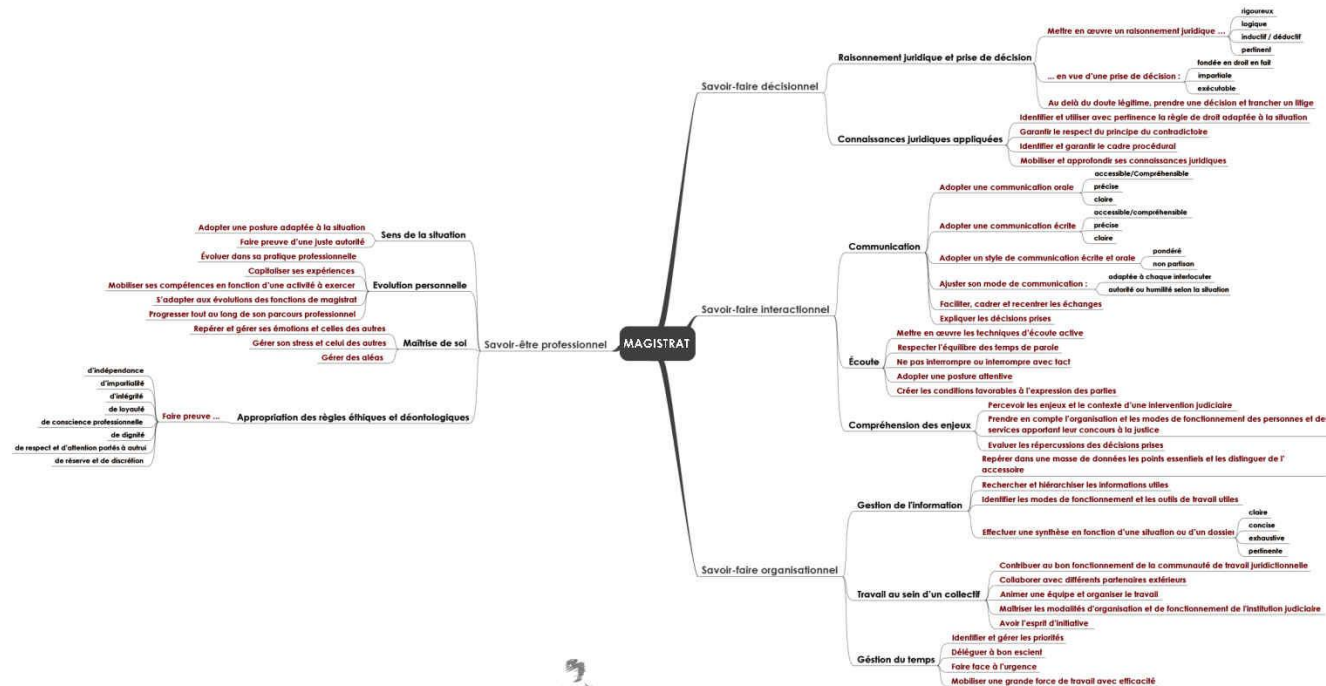 MAGISTRAT
Savoir-faire décisionnel
Raisonnement juridique et prise de décision
Mettre en œuvre un raisonnement juridique ...
rigoureux
logique
inductif / déductif
pertinent
... en vue d'une prise de décision :
fondée en droit en fait
impartiale
exécutable
Au delà du doute légitime, prendre une décision et trancher un litige
Connaissances juridiques appliquées
Identifier et utiliser avec pertinence la règle de droit adaptée à la situation
Garantir le respect du principe du contradictoire
Identifier et garantir le cadre procédural
Mobiliser et approfondir ses connaissances juridiques
Savoir-faire interactionnel
Communication
Adopter une communication orale
accessible/Compréhensible
précise
claire
Adopter une communication écrite
accessible/compréhensible
précise
claire
Adopter un style de communication écrite et orale
pondéré
non partisan
Ajuster son mode de communication :
adaptée à chaque interlocuter
autorité ou humilité selon la situation
Faciliter, cadrer et recentrer les échanges
Expliquer les décisions prises
Écoute
Mettre en œuvre les techniques d'écoute active
Respecter l'équilibre des temps de parole
Ne pas interrompre ou interrompre avec tact
Adopter une posture attentive
Créer les conditions favorables à l'expression des parties
Compréhension des enjeux
Percevoir les enjeux et le contexte d'une intervention judiciaire
Prendre en compte l'organisation et les modes de fonctionnement des personnes et de
services apportant leur concours à la justice
Evaluer les répercussions des décisions prises
Savoir-faire organisationnel
Gestion de l'information
Repérer dans une masse de données les points essentiels et les distinguer de l'
accessoire
Rechercher et hiérarchiser les informations utiles
Identifier les modes de fonctionnement et les outils de travail utiles
Effectuer une synthèse en fonction d'une situation ou d'un dossier
claire
concise
exhaustive
pertinente
Travail au sein d'un collectif
Contribuer au bon fonctionnement de la communauté de travail juridictionnelle
Collaborer avec différents partenaires extérieurs
Animer une équipe et organiser le travail
Maîtriser les modalités d'organisation et de fonctionnement de l'institution judiciaire
Avoir l'esprit d'initiative
Géstion du temps
Identifier et gérer les priorités
Déléguer à bon escient
Faire face à l'urgence
Mobiliser une grande force de travail avec efficacité
Savoir-être professionnel
Sens de la situation
Adopter une posture adaptée à la situation
Faire preuve d'une juste autorité
Evolution personnelle
Évoluer dans sa pratique professionnelle
Capitaliser ses expériences
Mobiliser ses compétences en fonction d'une activité à exercer
S'adapter aux évolutions des fonctions de magistrat
Progresser tout au long de son parcours professionnel
Maîtrise de soi
Repérer et gérer ses émotions et celles des autres
Gérer son stress et celui des autres
Gérer des aléas
Appropriation des règles éthiques et déontologiques
Faire preuve ...
d'indépendance
d'impartialité
d'intégrité
de loyauté
de conscience professionnelle
de dignité
de respect et d'attention portés à autrui
de réserve et de discrétion